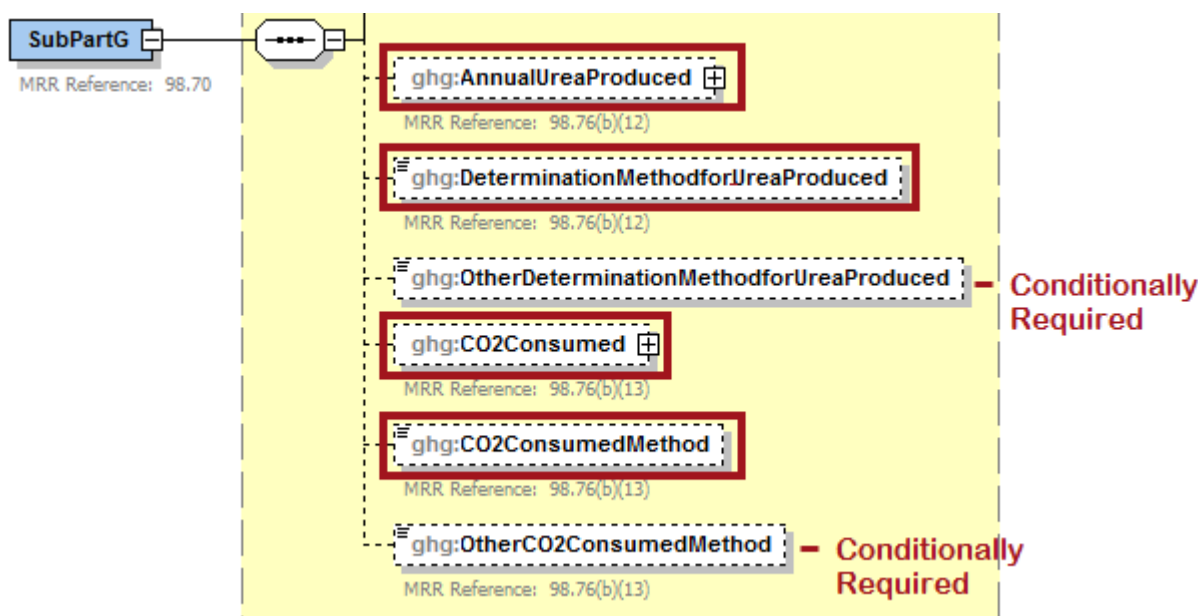 SubPartG
MRR Reference: 98.70
ghg:AnnualUreaProduced
MRR Reference: 98.76(b)(12)
ghg:DeterminationMethodforUreaProduced
MRR Reference: 98.76(b)(12)
ghg:OtherDeterminationMethodforUreaProduced
Conditionally
Required
ghg:CO2Consumed
MRR Reference: 98.76(b)(13)
ghg:CO2ConsumedMethod
MRR Reference: 98.76(b)(13)
ghg:OtherCO2ConsumedMethod
MRR Reference: 98.76(b)(13)
Conditionally
Required